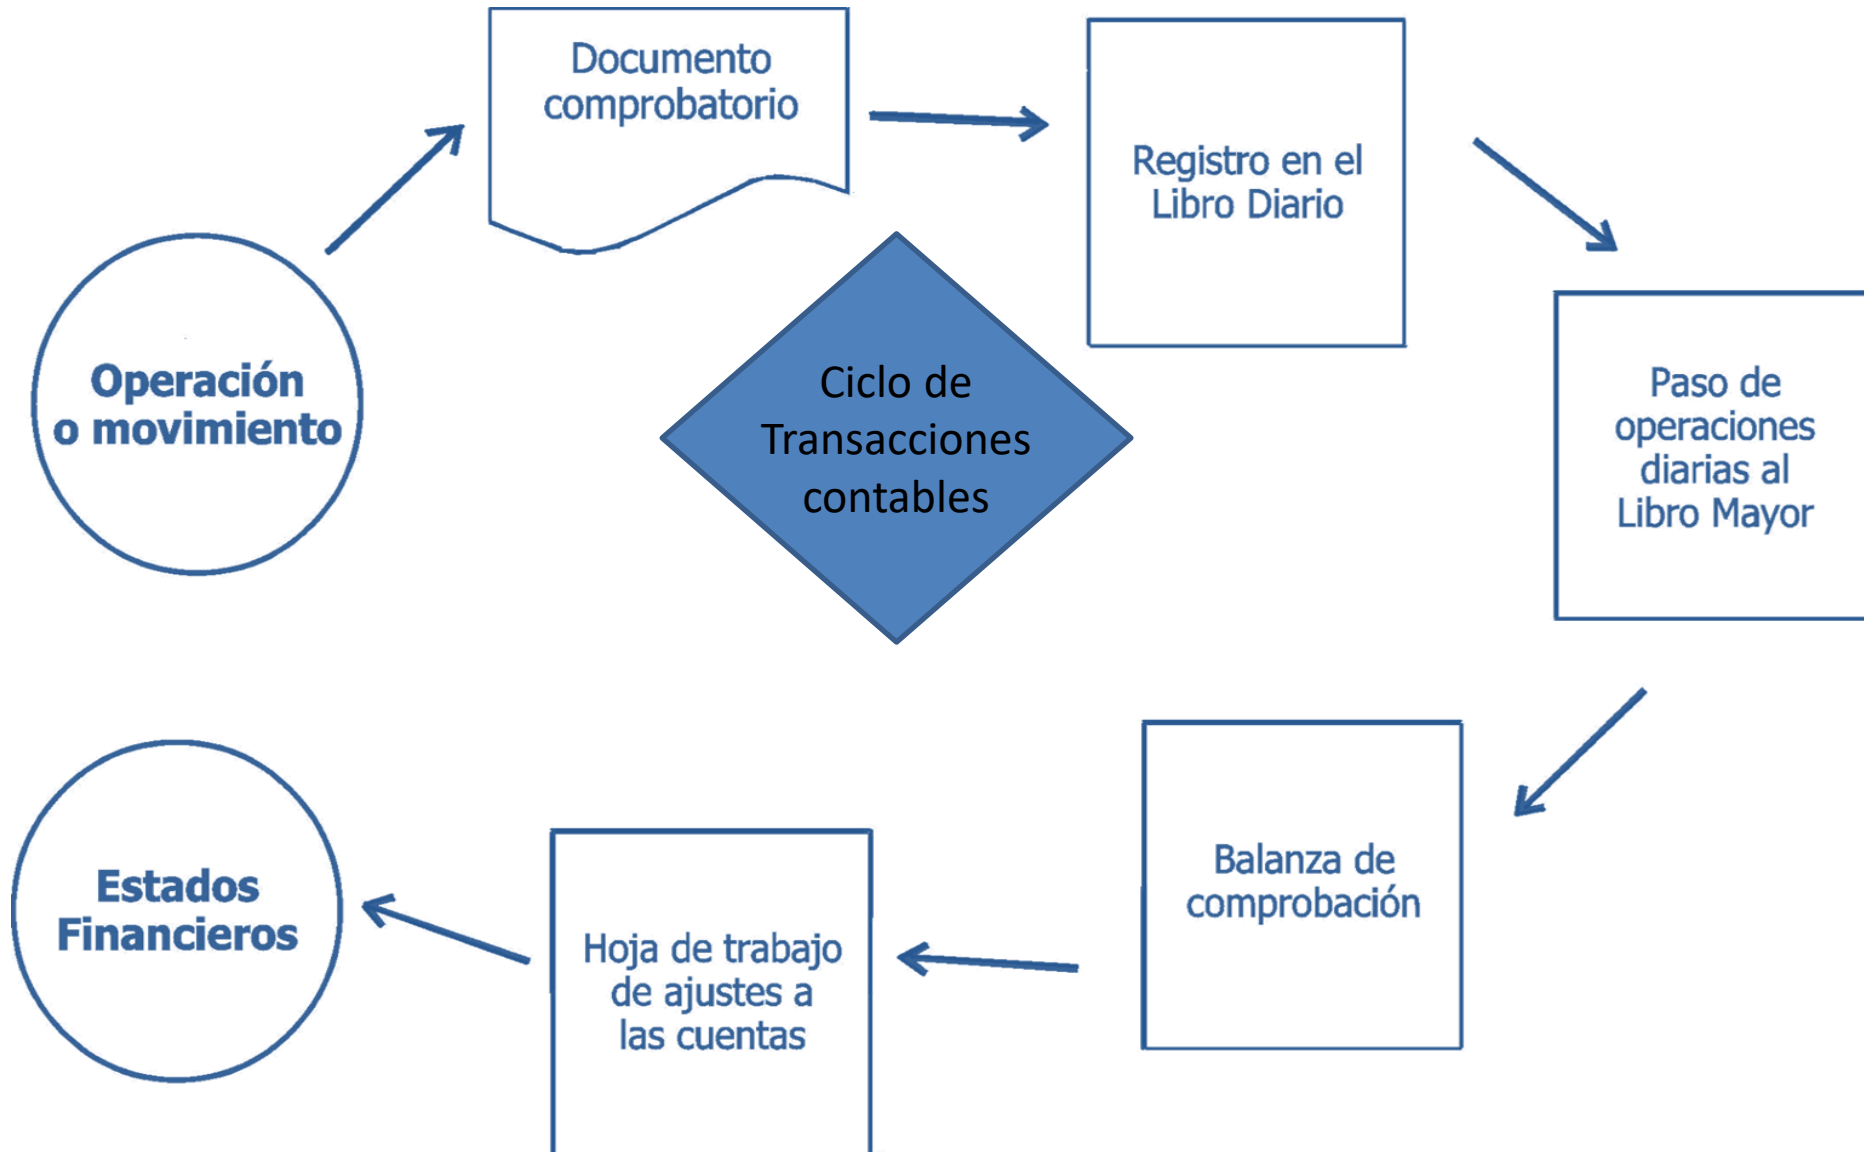 Documento
comprobatorio
Registro en el
Libro Diario
Operación
o movimiento
Ciclo de
Transacciones
contables
Paso de
operaciones
diarias al
Libro Mayor
Balanza de
comprobación
Hoja de trabajo
de ajustes a
las cuentas
Estados
Financieros